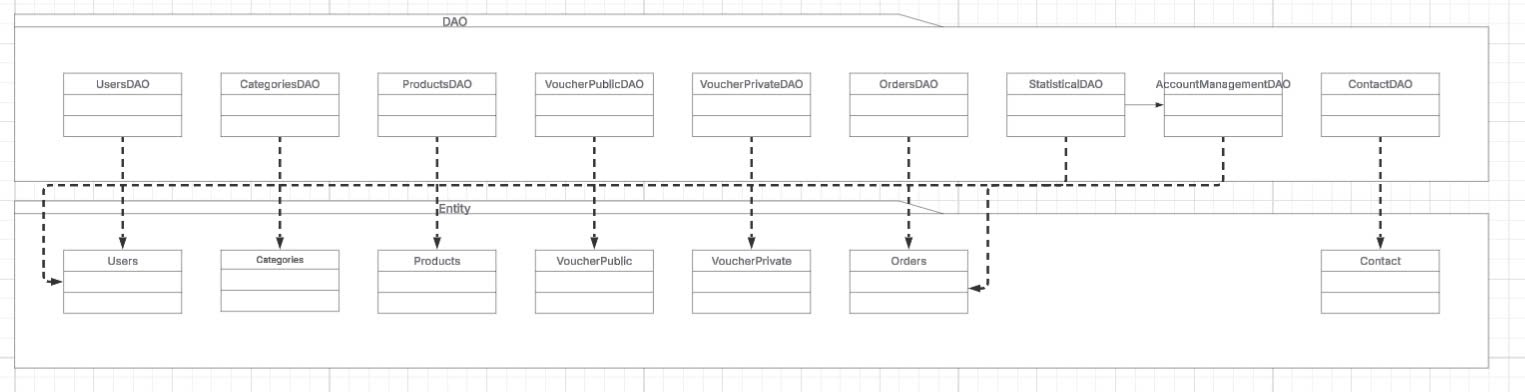 DAO
UsersDAO
CategoriesDAO
ProductsDAO
VoucherPublicDAO
VoucherPrivateDAO
OrdersDAO
StatisticalDAO
AccountManagementDAO
ContactDAO
Entity
Users
Categories
Products
VoucherPublic
VoucherPrivate
Orders
Contact